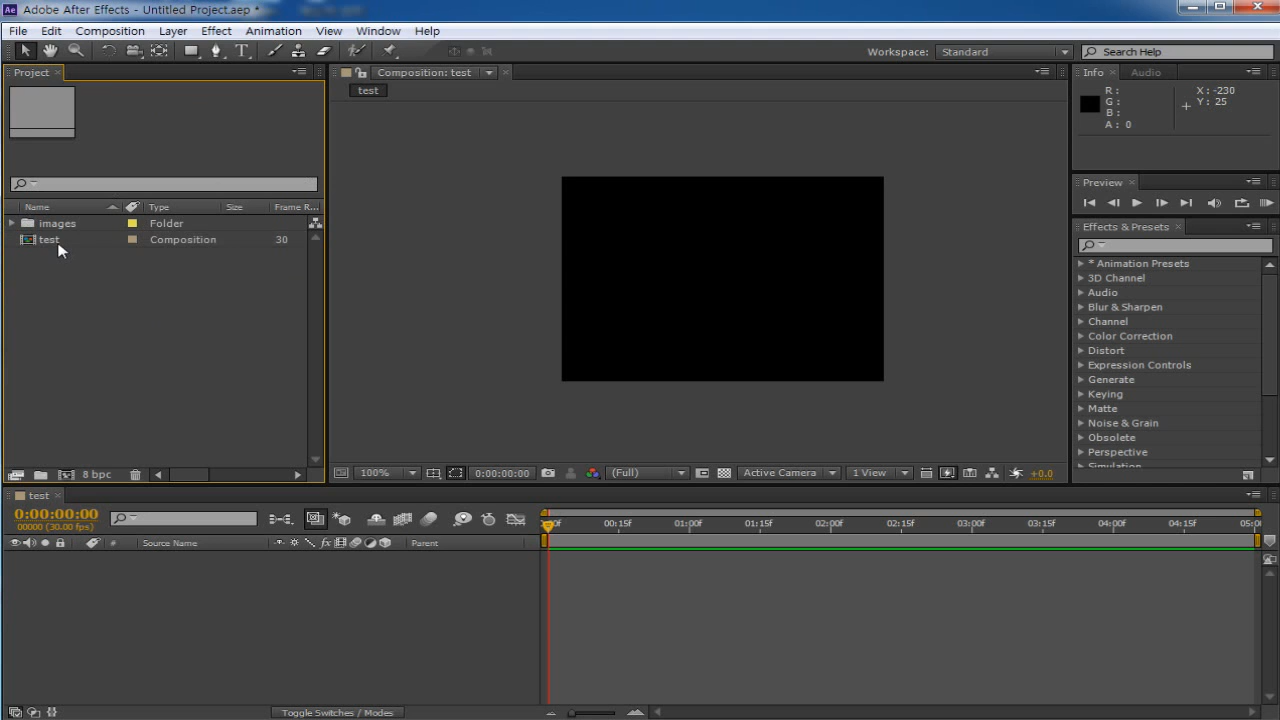 Adobe After Effects - Untitled Project.aep *
File Edit Composition Layer Effect Animation View Window Help
Workspace: Standard Search Help
Project
Composition: test
test
Info Audio
R :
G :
B :
A : 0
X : -230
Y : 25
Preview
Name Type Size Frame R...
images Folder
test Composition 30
Effects & Presets
* Animation Presets
3D Channel
Audio
Blur & Sharpen
Channel
Color Correction
Distort
Expression Controls
Generate
Keying
Matte
Noise & Grain
Obsolete
Perspective
Simulation
8 bpc
100% 0:00:00:00 (Full) Active Camera 1 View +0.0
test
0:00:00:00
00000 (30.00 fps)
00:15f 01:00f 01:15f 02:00f 02:15f 03:00f 03:15f 04:00f 04:15f
# Source Name fx Parent
Toggle Switches / Modes